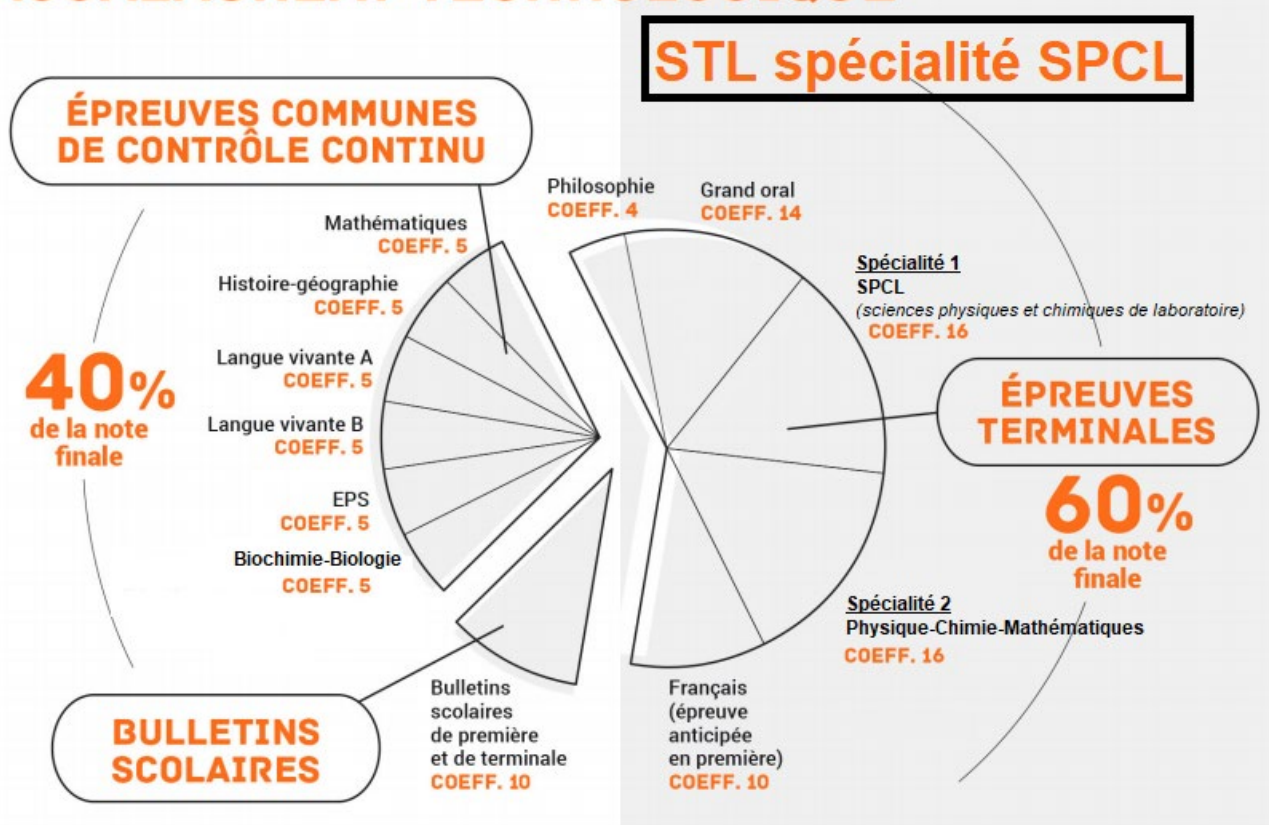 STL spécialité SPCL
ÉPREUVES COMMUNES
DE CONTRÔLE CONTINU
Mathématiques
COEFF. 5
Histoire-géographie
COEFF. 5
Langue vivante A
COEFF. 5
Langue vivante B
COEFF. 5
EPS
COEFF. 5
Biochimie-Biologie
COEFF. 5
40%
de la note
finale
BULLETINS
SCOLAIRES
Bulletins
scolaires
de première
et de terminale
COEFF. 10
Philosophie
COEFF. 4
Grand oral
COEFF. 14
Spécialité 1
SPCL
(sciences physiques et chimiques de laboratoire)
COEFF. 16
ÉPREUVES
TERMINALES
60%
de la note
finale
Spécialité 2
Physique-Chimie-Mathématiques
COEFF. 16
Français
(épreuve
anticipée
en première)
COEFF. 10